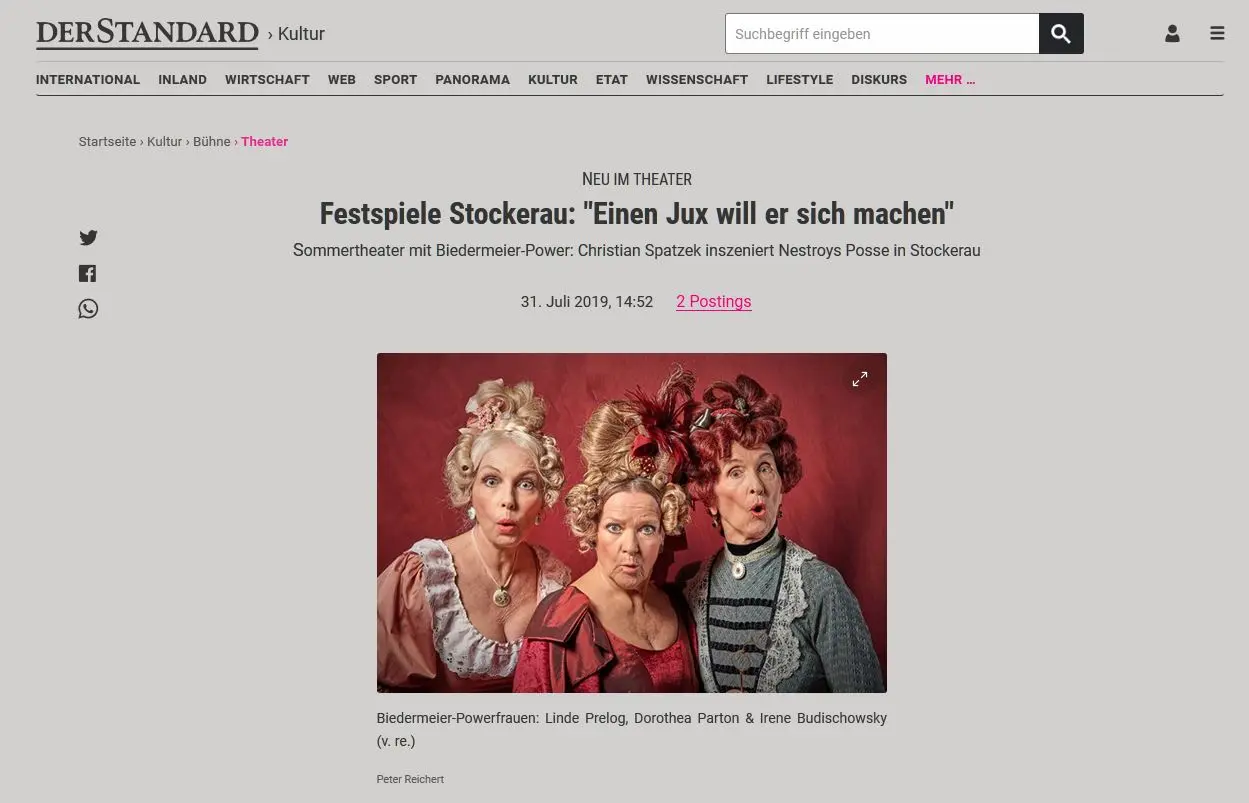 DERSTANDARD › Kultur
Suchbegriff eingeben
INTERNATIONAL INLAND WIRTSCHAFT WEB SPORT PANORAMA KULTUR ETAT WISSENSCHAFT LIFESTYLE DISKURS MEHR ...
Startseite › Kultur › Bühne › Theater
NEU IM THEATER
Festspiele Stockerau: "Einen Jux will er sich machen"
Sommertheater mit Biedermeier-Power: Christian Spatzek inszeniert Nestroys Posse in Stockerau
31. Juli 2019, 14:52 2 Postings
Biedermeier-Powerfrauen: Linde Prelog, Dorothea Parton & Irene Budischowsky
(v. re.)
Peter Reichert